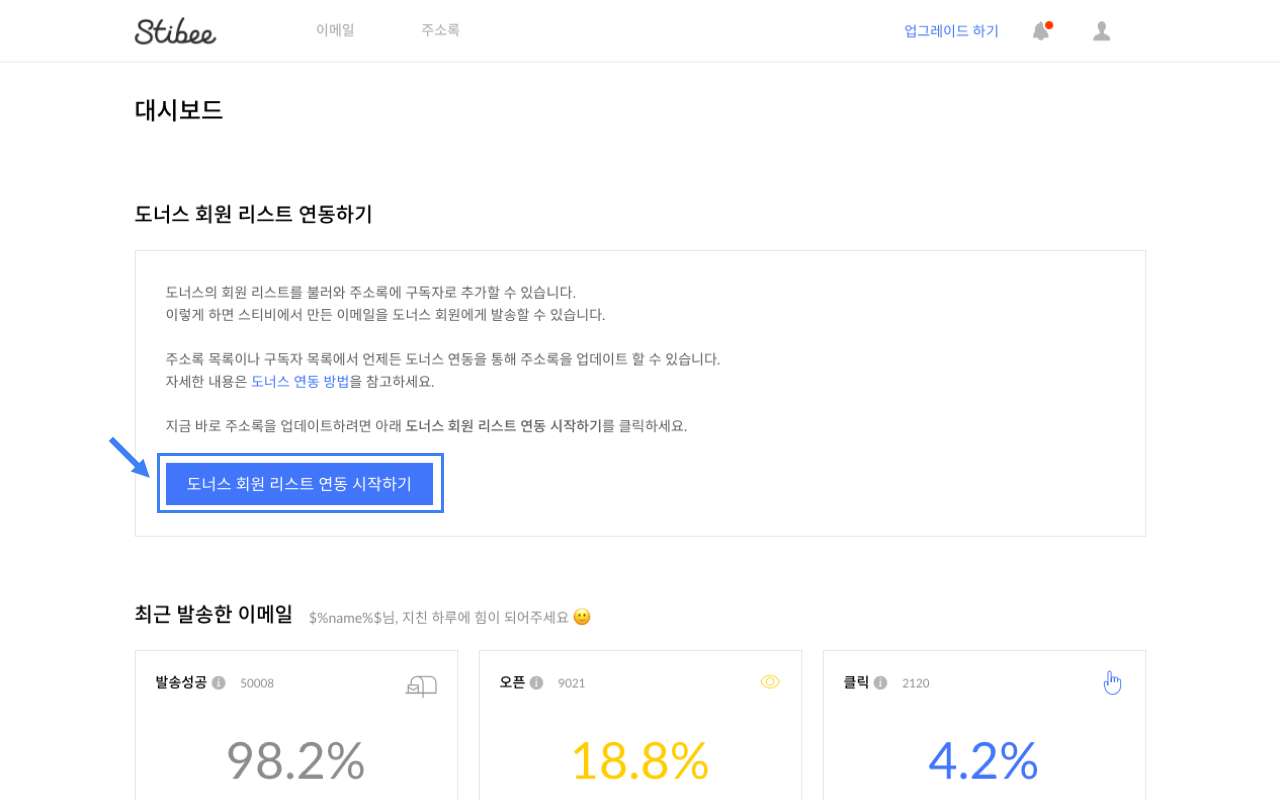 Stibee 이메일 주소록 업그레이드 하기
대시보드
도너스 회원 리스트 연동하기
도너스의 회원 리스트를 불러와 주소록에 구독자로 추가할 수 있습니다.
이렇게 하면 스티비에서 만든 이메일을 도너스 회원에게 발송할 수 있습니다.
주소록 목록이나 구독자 목록에서 언제든 도너스 연동을 통해 주소록을 업데이트 할 수 있습니다.
자세한 내용은 도너스 연동 방법을 참고하세요.
지금 바로 주소록을 업데이트하려면 아래 도너스 회원 리스트 연동 시작하기를 클릭하세요.
도너스 회원 리스트 연동 시작하기
최근 발송한 이메일 $%name%$님, 지친 하루에 힘이 되어주세요 🙂
발송성공 50008 오픈 9021 클릭 2120
98.2% 18.8% 4.2%